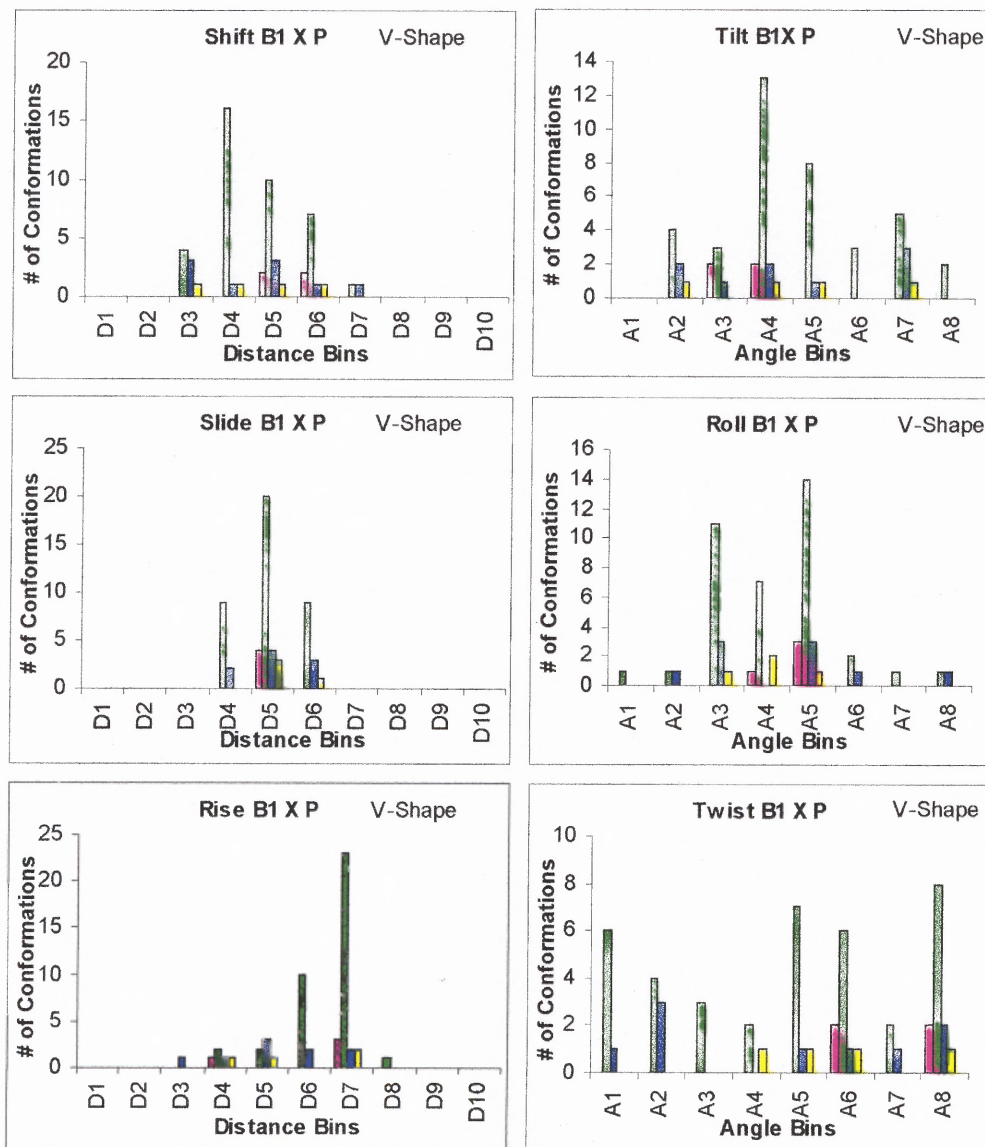 Shift B1 X P V-Shape
# of Conformations
20
15
10
5
0
D1 D2 D3 D4 D5 D6 D7 D8 D9 D10
Distance Bins
Tilt B1X P V-Shape
# of Conformations
14
12
10
8
6
4
2
0
A1 A2 A3 A4 A5 A6 A7 A8
Angle Bins
Slide B1 X P V-Shape
# of Conformations
25
20
15
10
5
0
D1 D2 D3 D4 D5 D6 D7 D8 D9 D10
Distance Bins
Roll B1 X P V-Shape
# of Conformations
16
14
12
10
8
6
4
2
0
A1 A2 A3 A4 A5 A6 A7 A8
Angle Bins
Rise B1 X P V-Shape
# of Conformations
25
20
15
10
5
0
D1 D2 D3 D4 D5 D6 D7 D8 D9 D10
Distance Bins
Twist B1 X P V-Shape
# of Conformations
10
8
6
4
2
0
A1 A2 A3 A4 A5 A6 A7 A8
Angle Bins